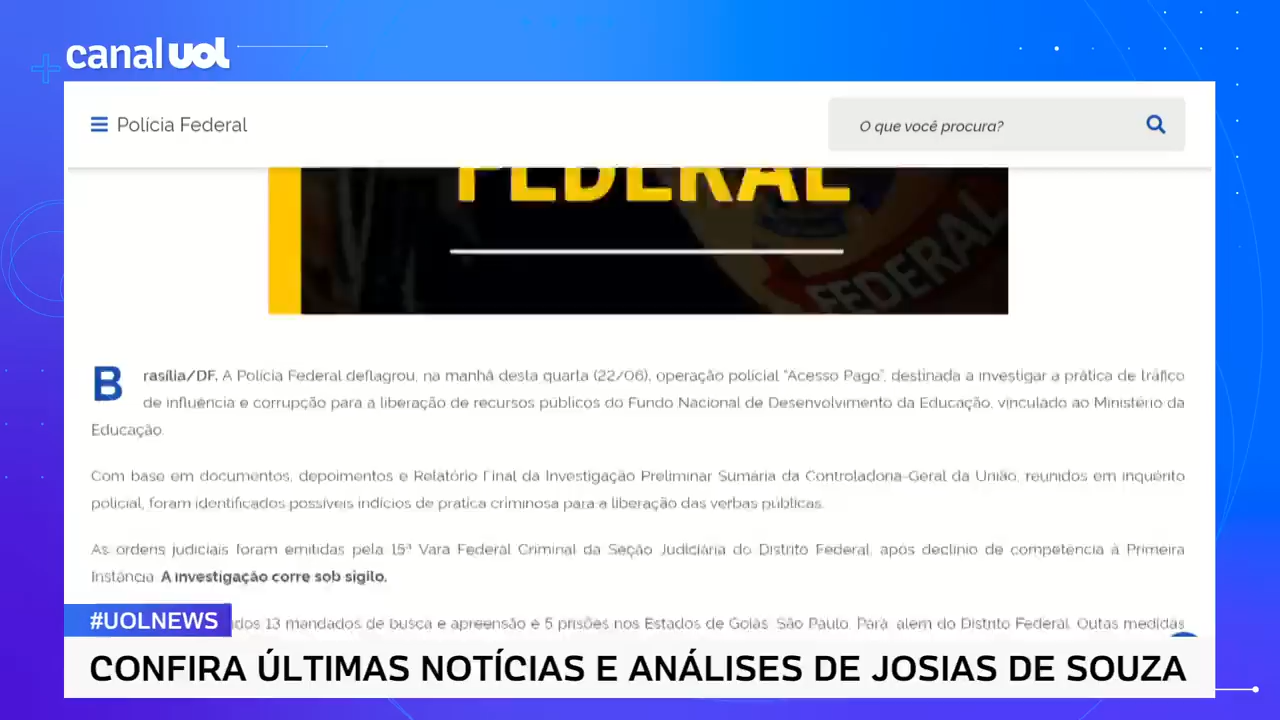 canal uol
Polícia Federal
O que você procura?
FEDERAL
FEDERAL
Brasília/DF. A Polícia Federal deflagrou, na manhã desta quarta (22/06), operação policial "Acesso Pago", destinada a investigar a prática de tráfico
de influência e corrupção para a liberação de recursos públicos do Fundo Nacional de Desenvolvimento da Educação, vinculado ao Ministério da
Educação.
Com base em documentos, depoimentos e Relatório Final da Investigação Preliminar Sumária da Controladoria-Geral da União, reunidos em inquérito
policial, foram identificados possíveis indícios de pratica criminosa para a liberação das verbas públicas.
As ordens judiciais foram emitidas pela 15ª Vara Federal Criminal da Seção Judiciária do Distrito Federal, após declínio de competência à Primeira
Instância. A investigação corre sob sigilo.
#UOLNEWS
dos 13 mandados de busca e apreensão e 5 prisões nos Estados de Goiás, São Paulo, Pará, além do Distrito Federal. Outas medidas
CONFIRA ÚLTIMAS NOTÍCIAS E ANÁLISES DE JOSIAS DE SOUZA